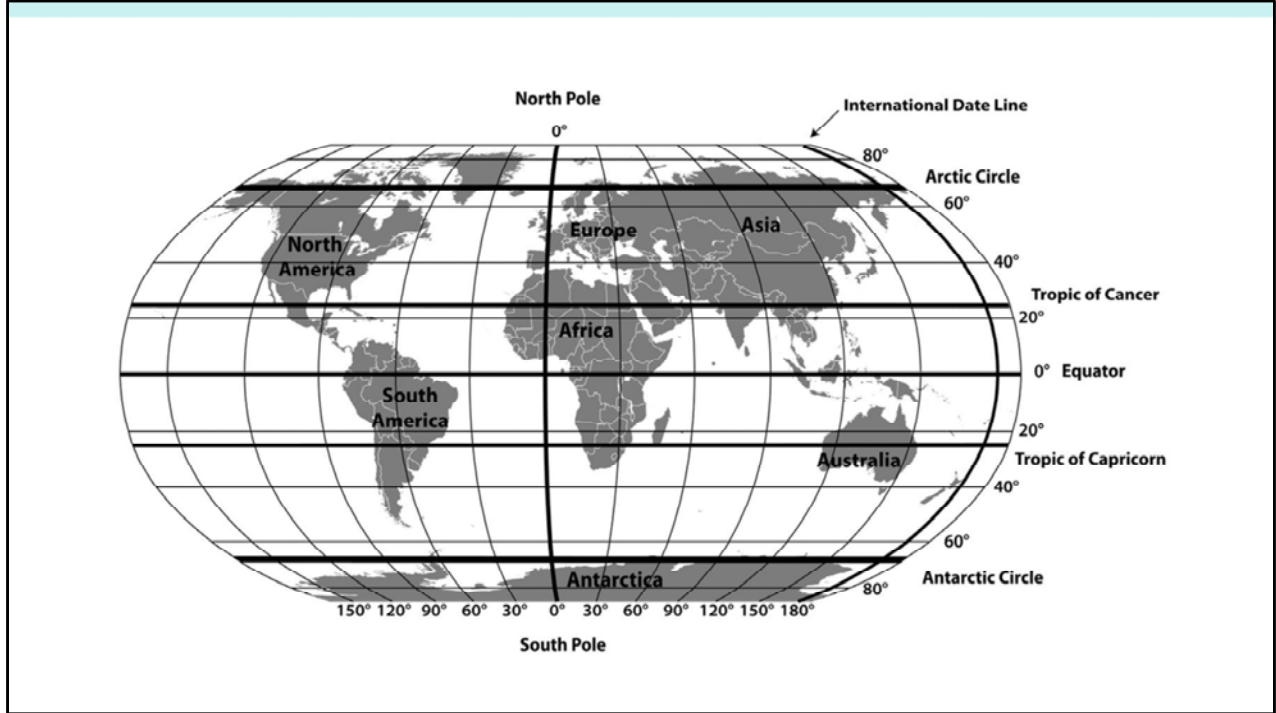 North Pole
International Date Line
0°
80°
Arctic Circle
60°
Europe
Asia
North
America
40°
Tropic of Cancer
20°
Africa
0° Equator
South
America
20°
Australia
Tropic of Capricorn
40°
60°
Antarctica
Antarctic Circle
80°
150° 120° 90° 60° 30° 0° 30° 60° 90° 120° 150° 180°
South Pole